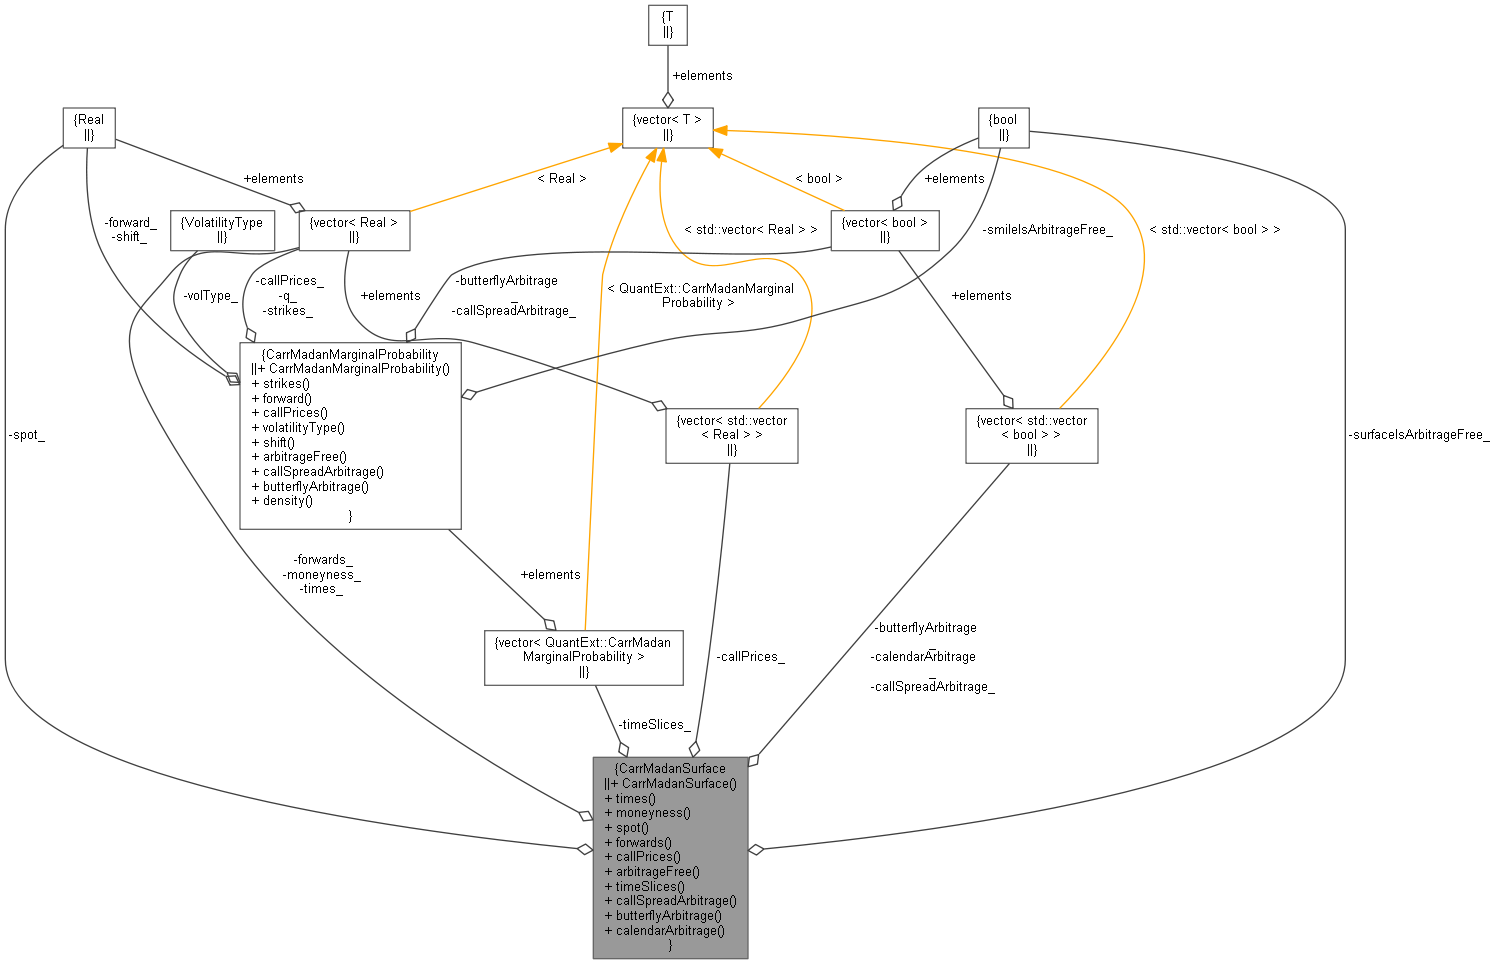 {T
||}
+elements
{Real
||}
{vector< T >
||}
{bool
||}
+elements
< Real >
< bool >
+elements
-forward_
-shift_
{VolatilityType
||}
{vector< Real >
||}
< std::vector< Real > >
{vector< bool >
||}
-smileIsArbitrageFree_
< std::vector< bool > >
-volType_
-callPrices_
-q_
-strikes_
+elements
-butterflyArbitrage
_
-callSpreadArbitrage_
< QuantExt::CarrMadanMarginal
Probability >
+elements
{CarrMadanMarginalProbability
||+ CarrMadanMarginalProbability()
+ strikes()
+ forward()
+ callPrices()
+ volatilityType()
+ shift()
+ arbitrageFree()
+ callSpreadArbitrage()
+ butterflyArbitrage()
+ density()
}
-spot_
{vector< std::vector
< Real > >
||}
{vector< std::vector
< bool > >
||}
-surfaceIsArbitrageFree_
-forwards_
-moneyness_
-times_
+elements
{vector< QuantExt::CarrMadan
MarginalProbability >
||}
-callPrices_
-butterflyArbitrage
_
-calendarArbitrage
_
-callSpreadArbitrage_
-timeSlices_
{CarrMadanSurface
||+ CarrMadanSurface()
+ times()
+ moneyness()
+ spot()
+ forwards()
+ callPrices()
+ arbitrageFree()
+ timeSlices()
+ callSpreadArbitrage()
+ butterflyArbitrage()
+ calendarArbitrage()
}